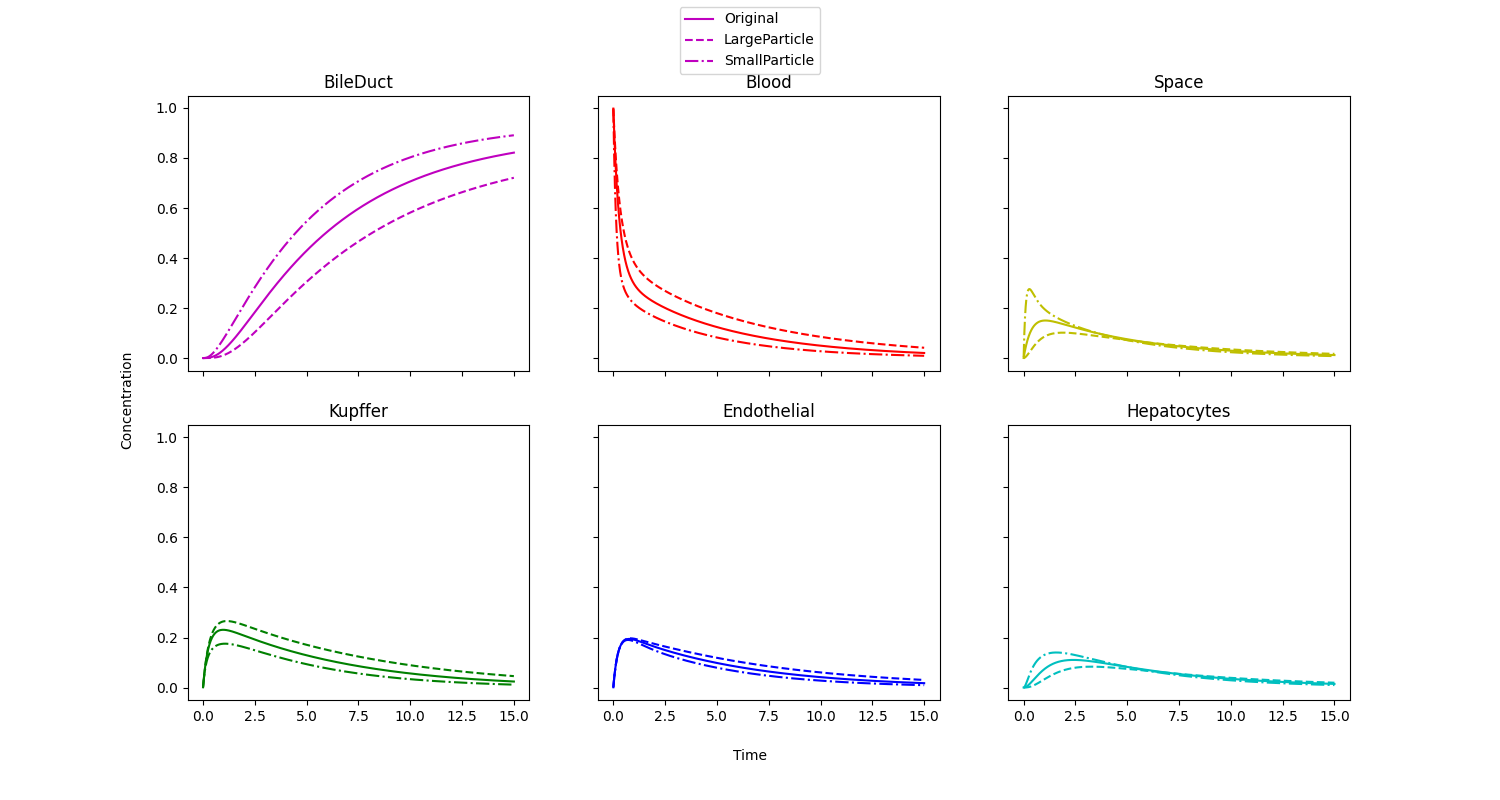 Original
LargeParticle
SmallParticle
BileDuct
Blood
Space
1.0
0.8
0.6
0.4
0.2
0.0
Concentration
Kupffer
Endothelial
Hepatocytes
1.0
0.8
0.6
0.4
0.2
0.0
0.0 2.5 5.0 7.5 10.0 12.5 15.0
0.0 2.5 5.0 7.5 10.0 12.5 15.0
0.0 2.5 5.0 7.5 10.0 12.5 15.0
Time